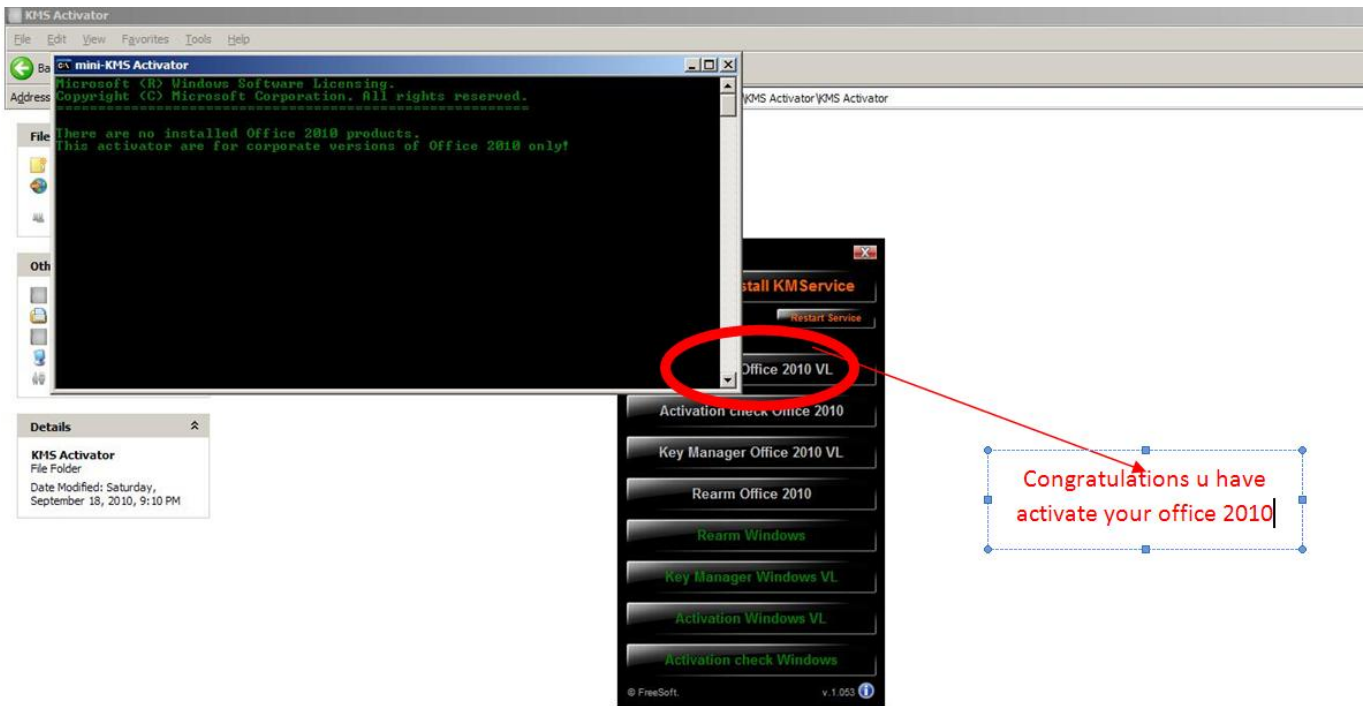 KMS Activator
File Edit View Favorites Tools Help
Ba
mini-KMS Activator
Microsoft (R) Windows Software Licensing.
Copyright (C) Microsoft Corporation. All rights reserved.
Address
\KMS Activator\KMS Activator
There are no installed Office 2010 products.
This activator are for corporate versions of Office 2010 only!
File
Oth
stall KMService
Restart Service
Office 2010 VL
Activation check Office 2010
Key Manager Office 2010 VL
Rearm Office 2010
Rearm Windows
Key Manager Windows VL
Activation Windows VL
Activation check Windows
© FreeSoft.
v.1.053
Details
KMS Activator
File Folder
Date Modified: Saturday,
September 18, 2010, 9:10 PM
Congratulations u have
activate your office 2010